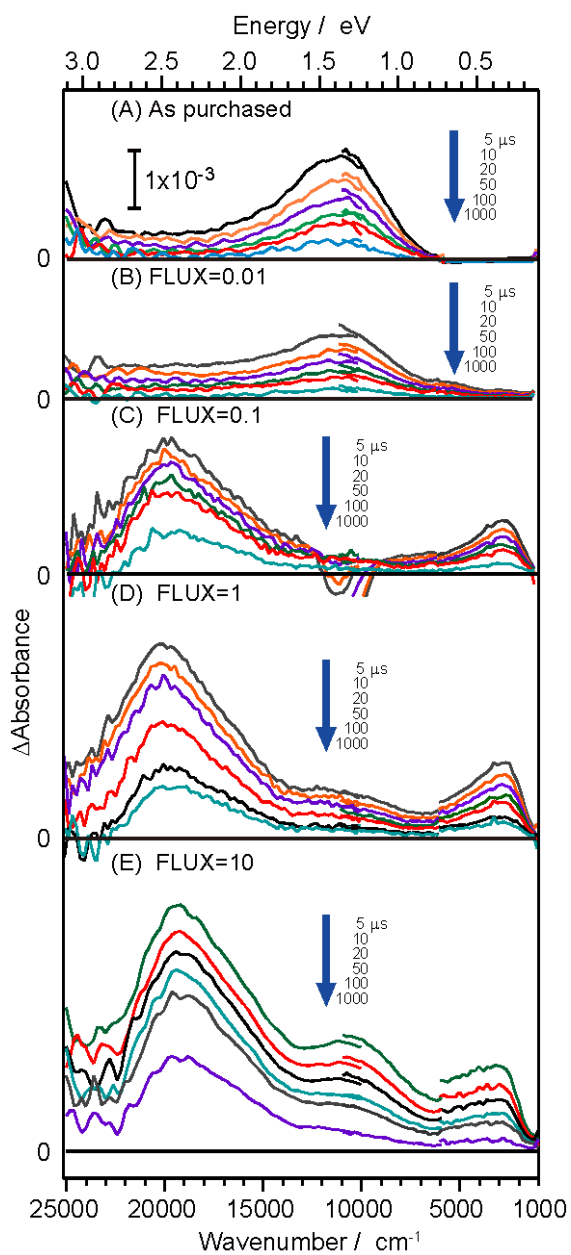 Energy / eV
3.0 2.5 2.0 1.5 1.0 0.5
(A) As purchased
1x10-3
5 μs
10
20
50
100
1000
0
(B) FLUX=0.01
5 μs
10
20
50
100
1000
0
(C) FLUX=0.1
5 μs
10
20
50
100
1000
0
(D) FLUX=1
5 μs
10
20
50
100
1000
0
(E) FLUX=10
5 μs
10
20
50
100
1000
0
ΔAbsorbance
25000 20000 15000 10000 5000 1000
Wavenumber / cm-1